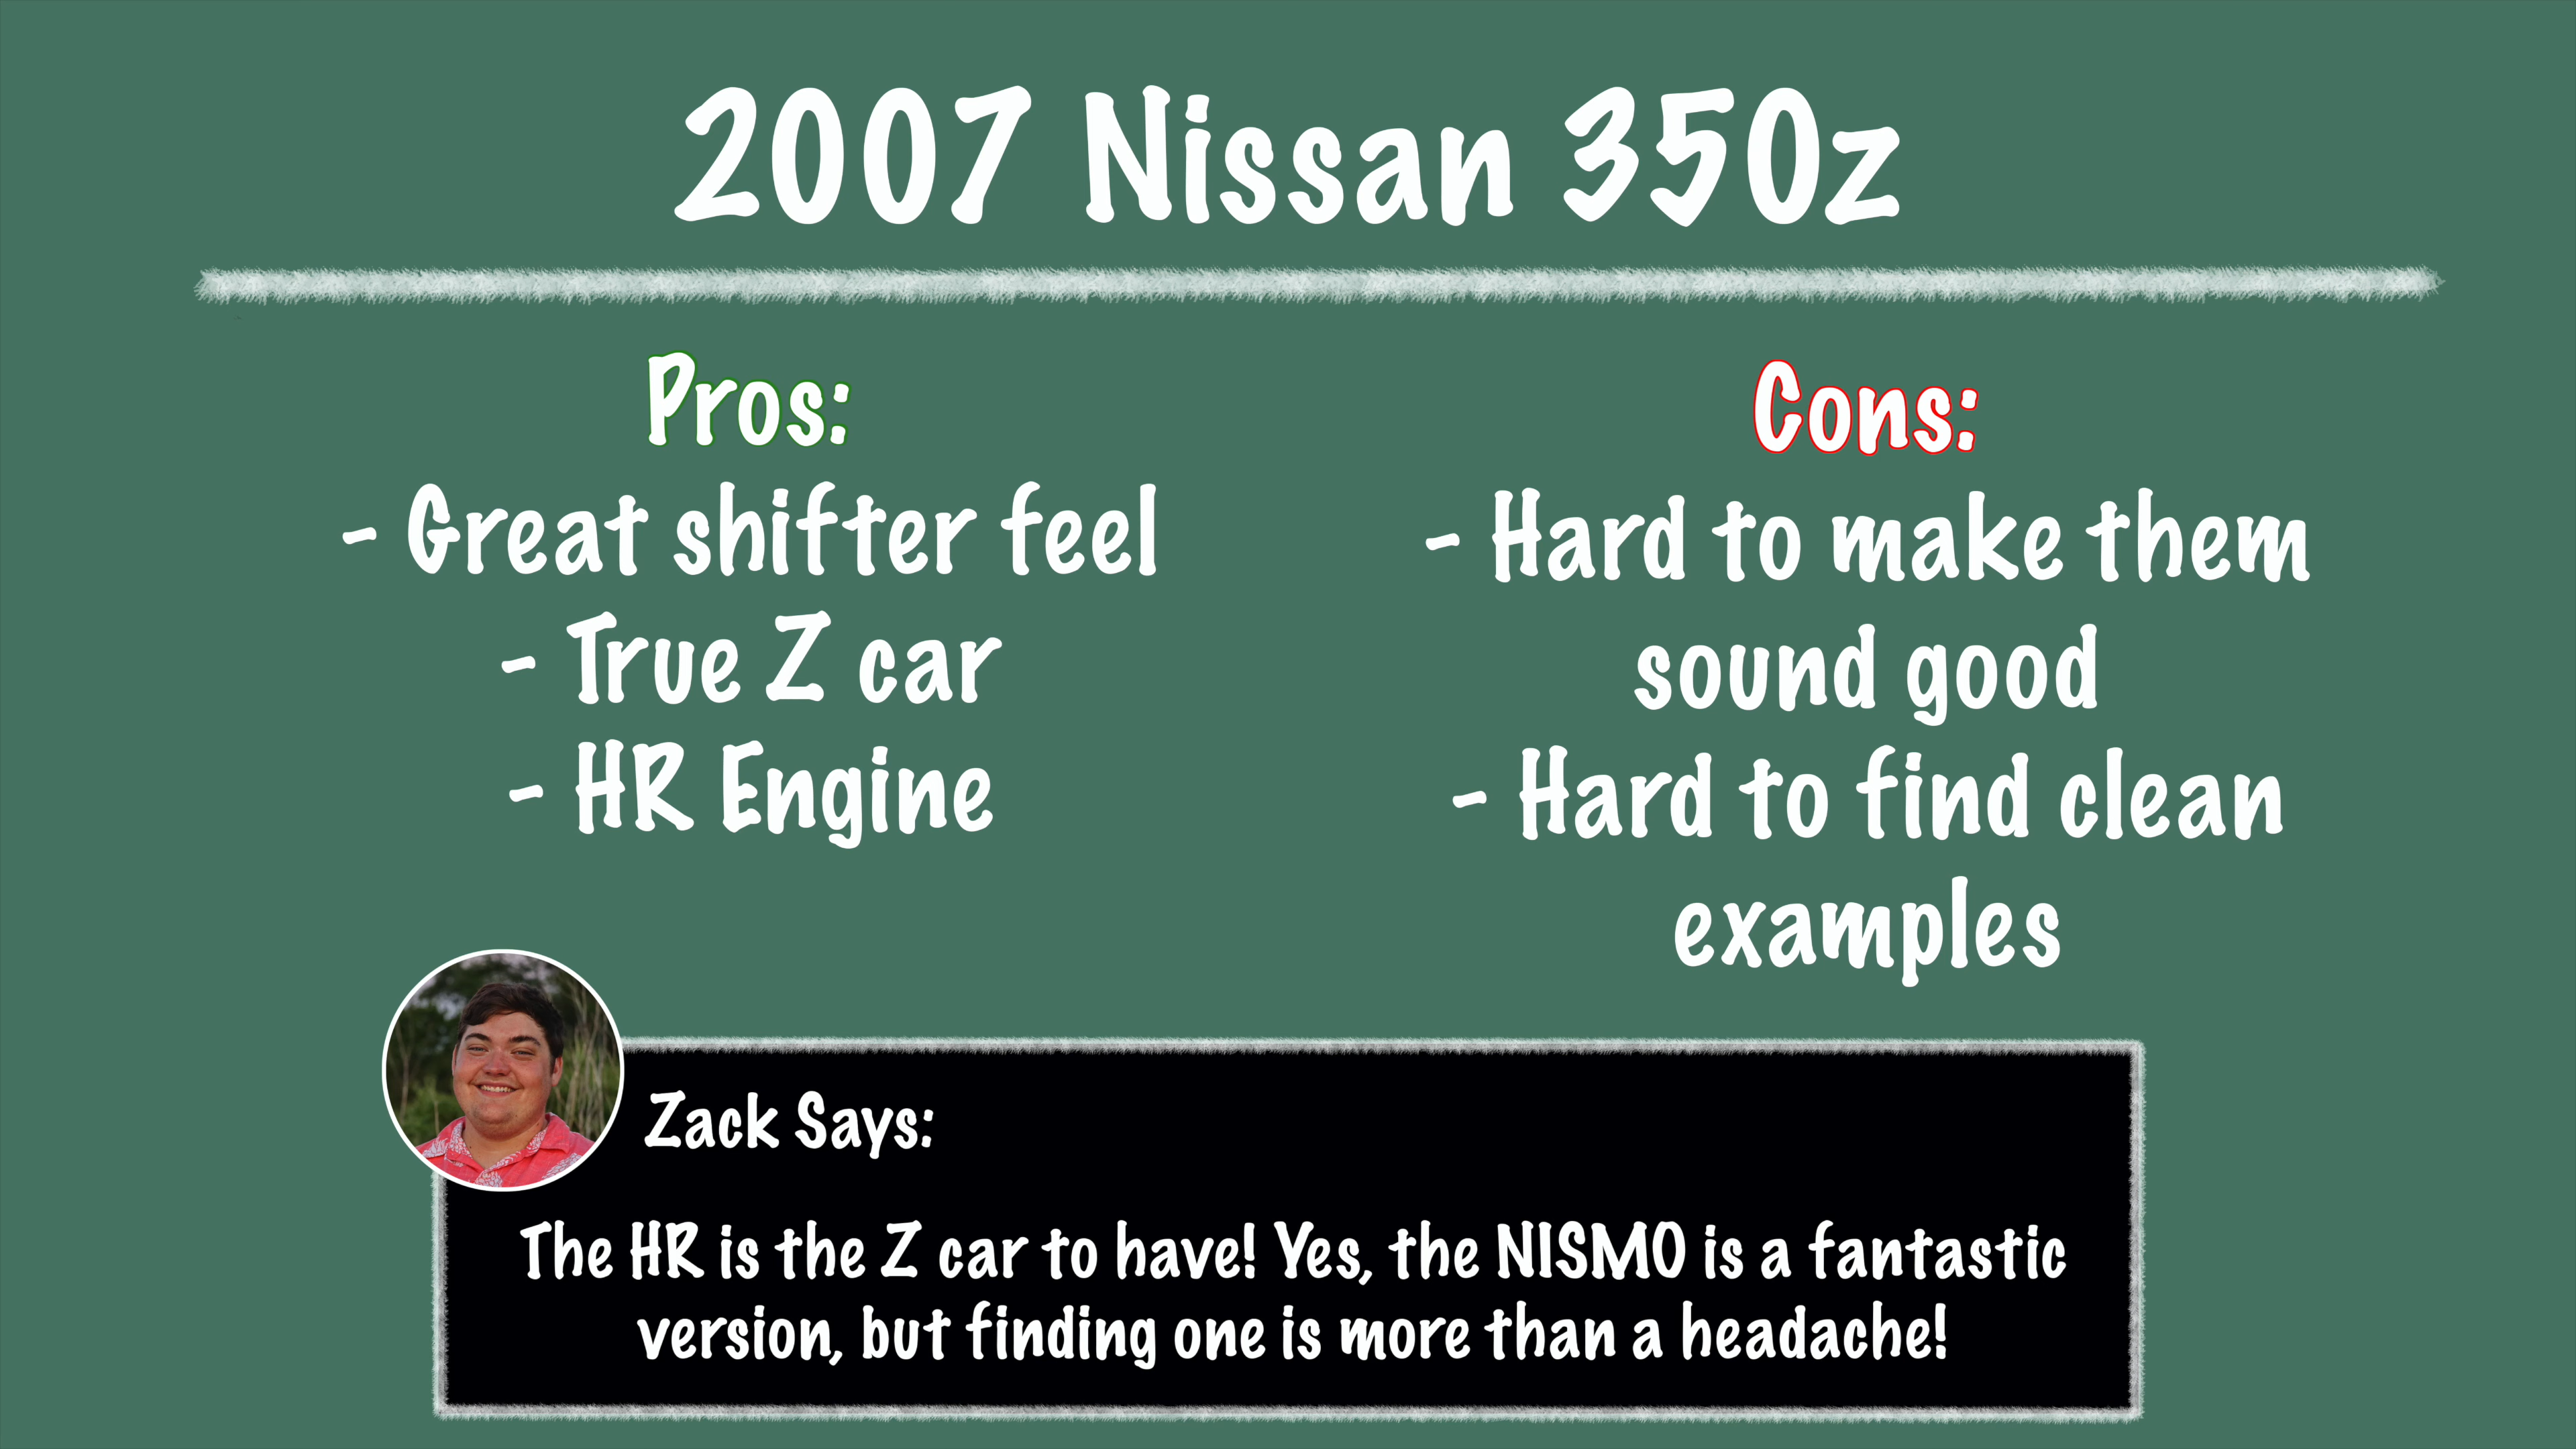 2007 Nissan 350z
Pros:
- Great shifter feel
- True Z car
- HR Engine
Cons:
- Hard to make them
sound good
- Hard to find clean
examples
Zack Says:
The HR is the Z car to have! Yes, the NISMO is a fantastic
version, but finding one is more than a headache!